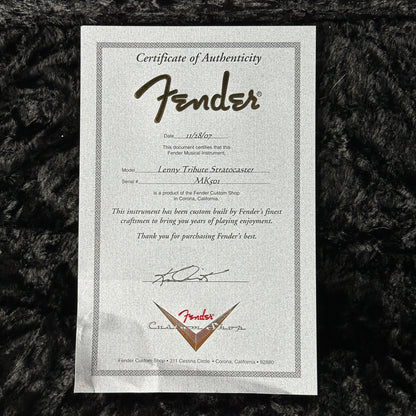 Certificate of Authenticity
Fender®
Date 11/28/07
This document certifies that this
Fender Musical Instrument,
Model Lenny Tribute Stratocaster
Serial # MK501
is a product of the Fender Custom Shop
in Corona, California.
This instrument has been custom built by Fender's finest
craftsmen to bring you years of playing enjoyment.
Thank you for purchasing Fender's best.
Fender
Custom Shop
Fender Custom Shop • 311 Cessna Circle • Corona, California • 92880